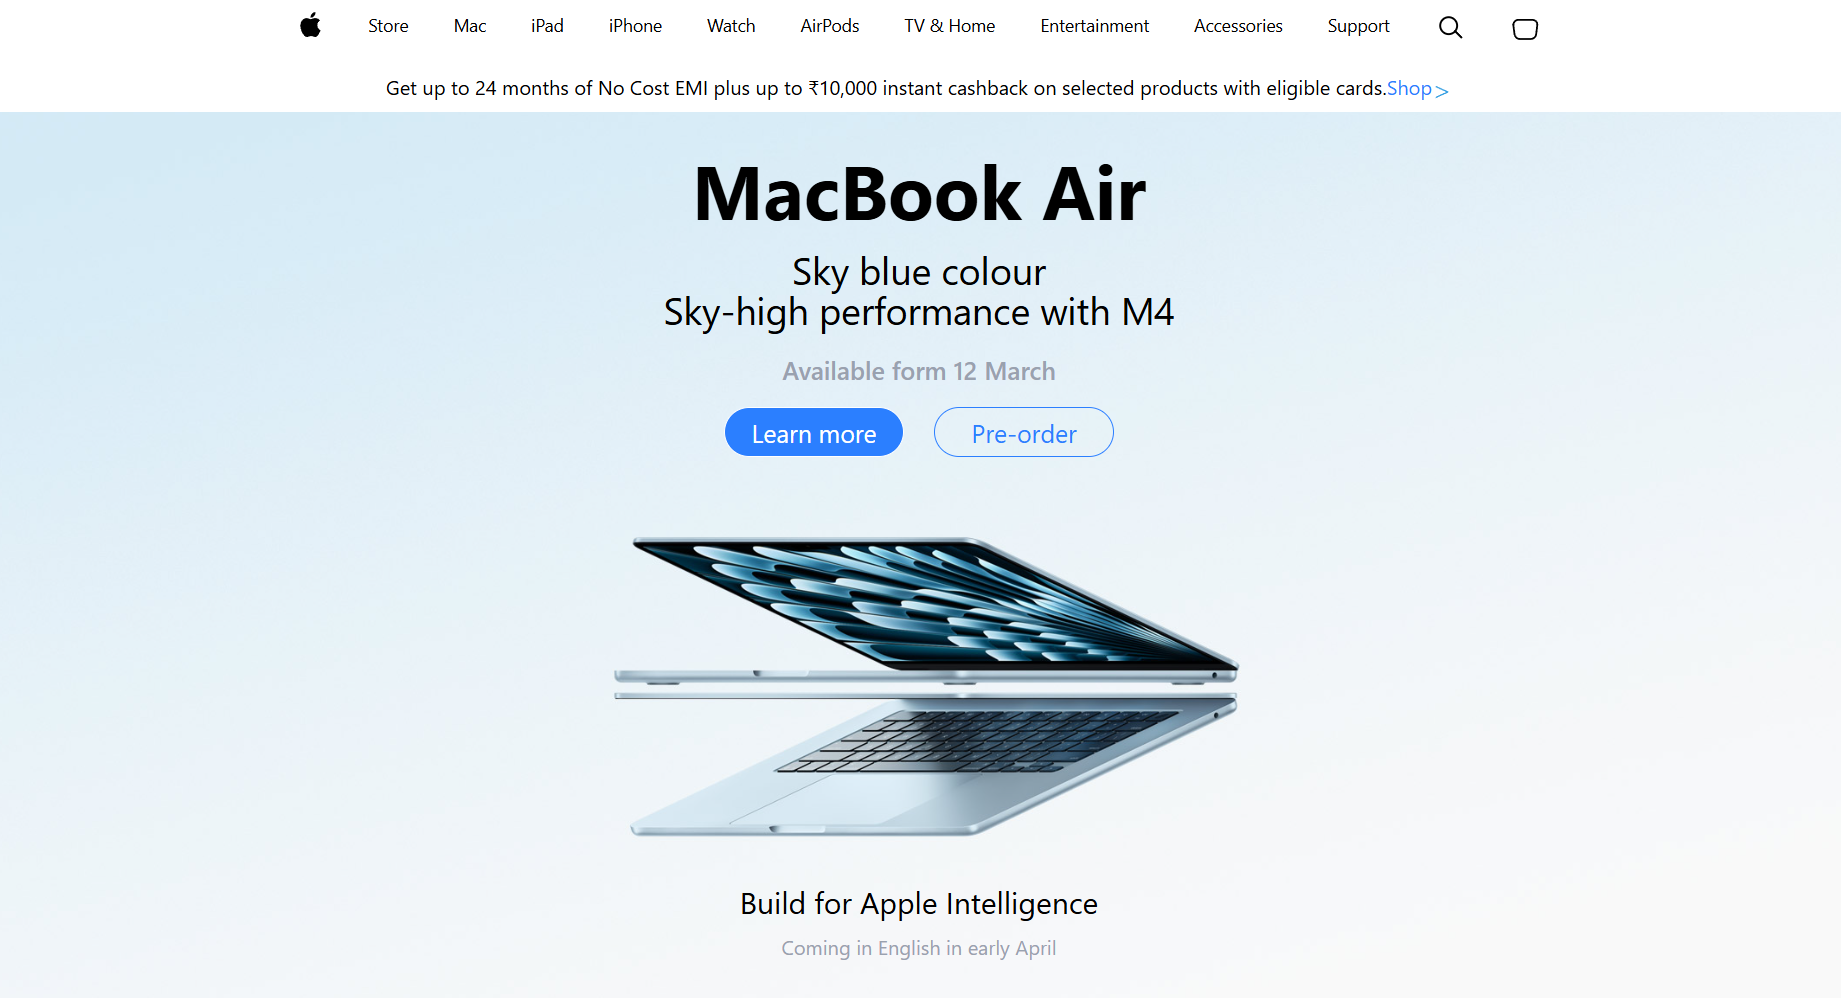 Store Mac iPad iPhone Watch AirPods TV & Home Entertainment Accessories Support
Get up to 24 months of No Cost EMI plus up to ₹10,000 instant cashback on selected products with eligible cards.Shop >
MacBook Air
Sky blue colour
Sky-high performance with M4
Available form 12 March
Learn more Pre-order
Build for Apple Intelligence
Coming in English in early April